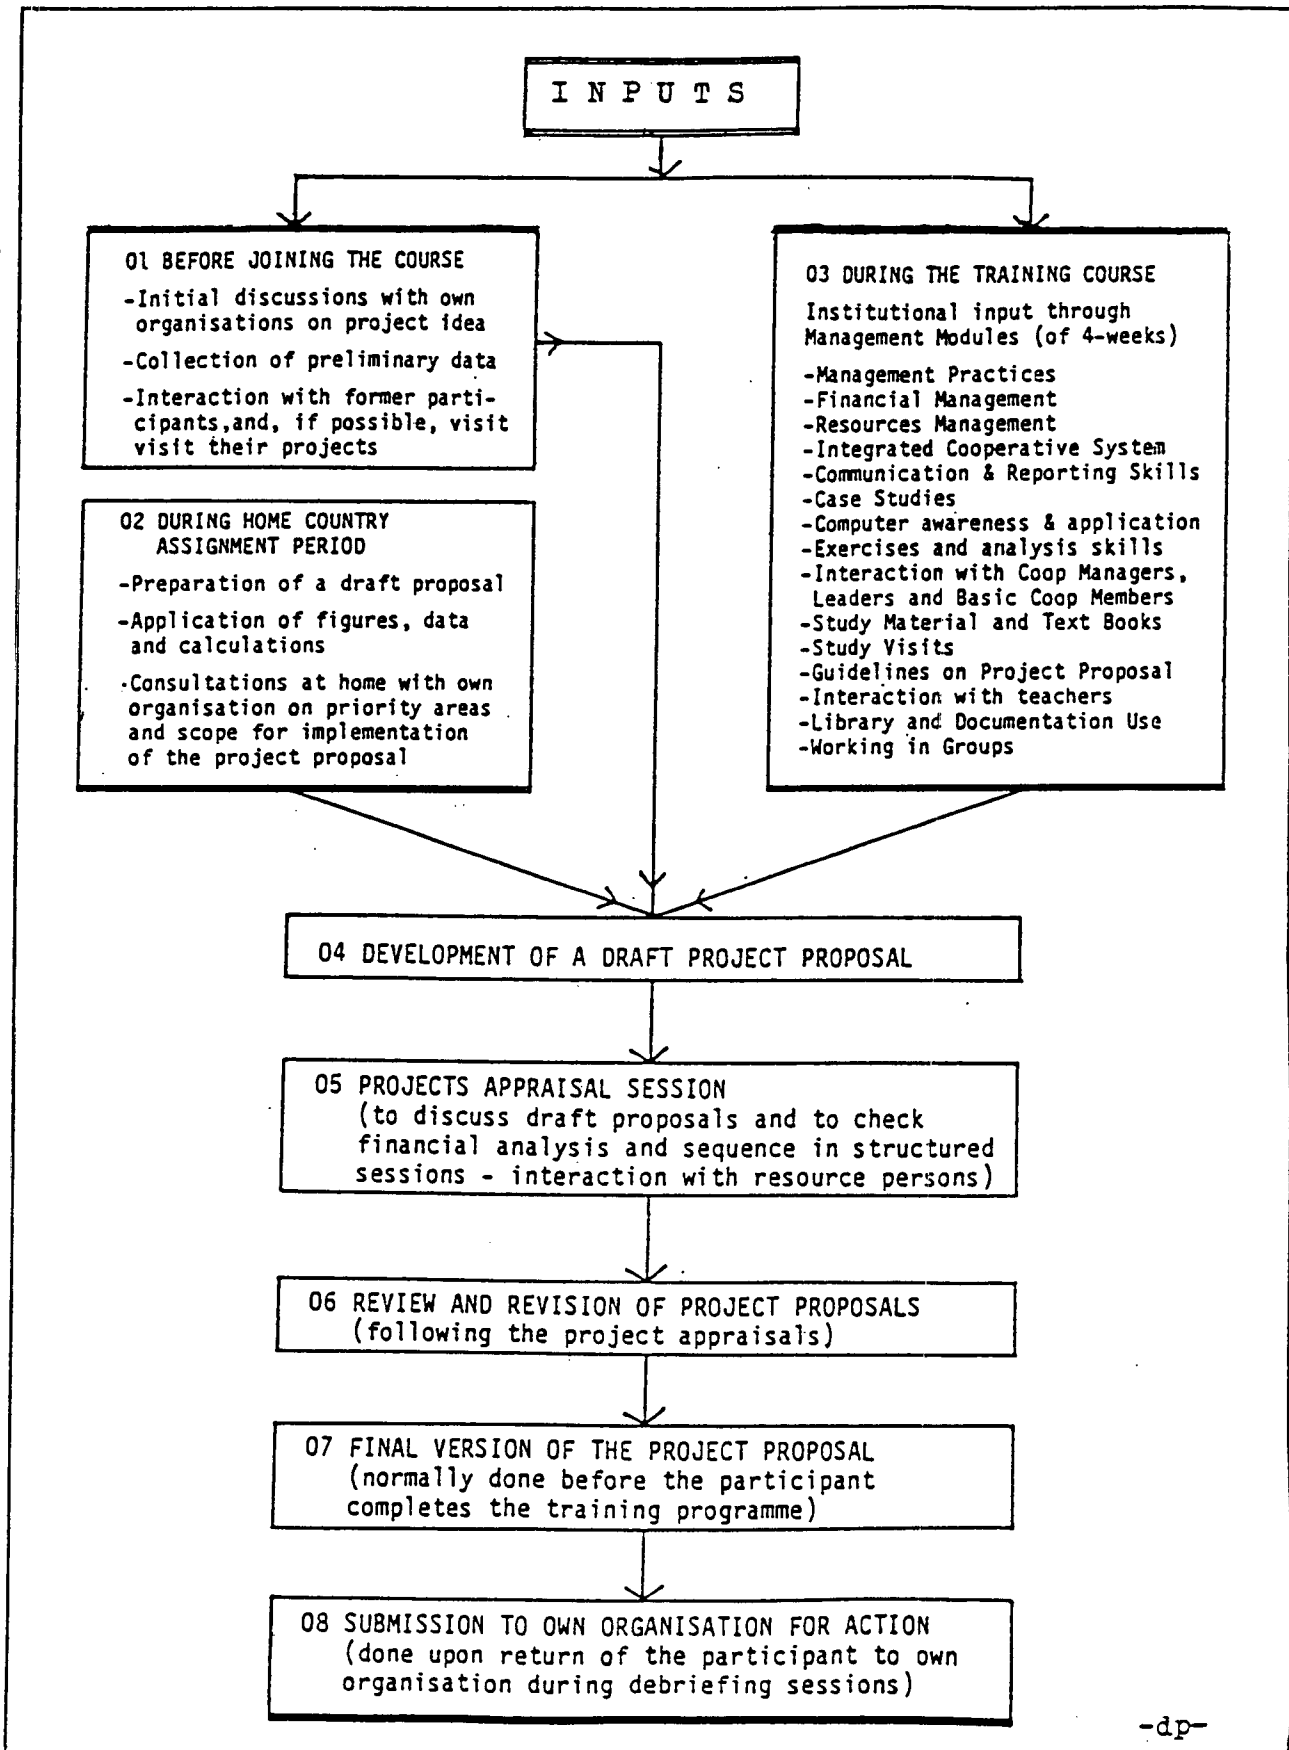 I N P U T S
01 BEFORE JOINING THE COURSE
-Initial discussions with own
organisations on project idea
-Collection of preliminary data
-Interaction with former parti-
cipants,and, if possible, visit
visit their projects
02 DURING HOME COUNTRY
ASSIGNMENT PERIOD
-Preparation of a draft proposal
-Application of figures, data
and calculations
-Consultations at home with own
organisation on priority areas
and scope for implementation
of the project proposal
03 DURING THE TRAINING COURSE
Institutional input through
Management Modules (of 4-weeks)
-Management Practices
-Financial Management
-Resources Management
-Integrated Cooperative System
-Communication & Reporting Skills
-Case Studies
-Computer awareness & application
-Exercises and analysis skills
-Interaction with Coop Managers,
Leaders and Basic Coop Members
-Study Material and Text Books
-Study Visits
-Guidelines on Project Proposal
-Interaction with teachers
-Library and Documentation Use
-Working in Groups
04 DEVELOPMENT OF A DRAFT PROJECT PROPOSAL
05 PROJECTS APPRAISAL SESSION
(to discuss draft proposals and to check
financial analysis and sequence in structured
sessions - interaction with resource persons)
06 REVIEW AND REVISION OF PROJECT PROPOSALS
(following the project appraisals)
07 FINAL VERSION OF THE PROJECT PROPOSAL
(normally done before the participant
completes the training programme)
08 SUBMISSION TO OWN ORGANISATION FOR ACTION
(done upon return of the participant to own
organisation during debriefing sessions)
-dp-